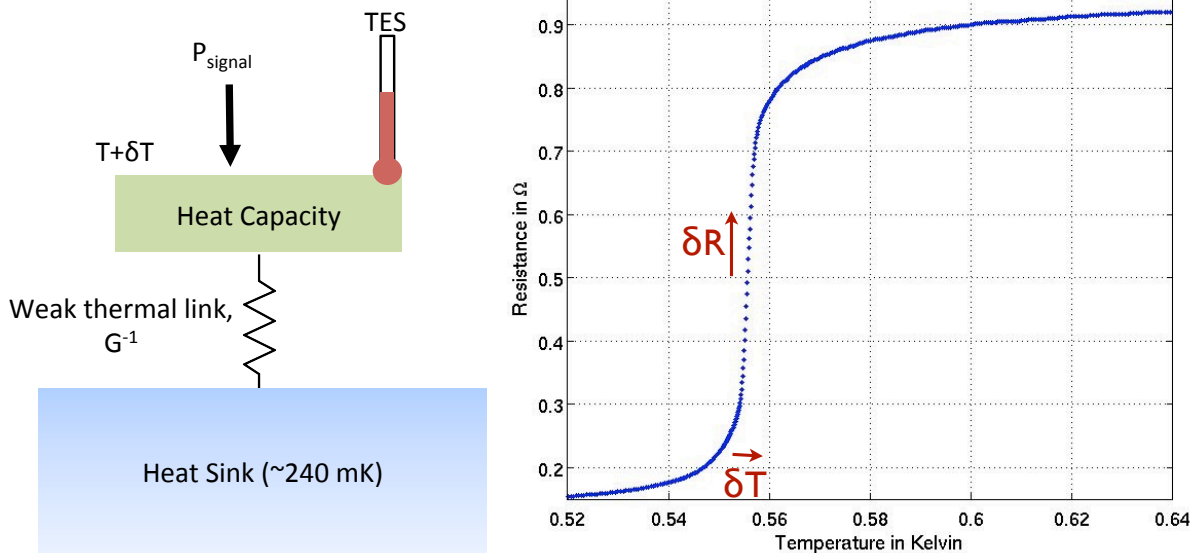 TES
P_signal
T+δT
Heat Capacity
Weak thermal link,
G⁻¹
Heat Sink (~240 mK)
Resistance in Ω
0.9
0.8
0.7
0.6
0.5
0.4
0.3
0.2
δR
δT
0.52
0.54
0.56
0.58
0.6
0.62
0.64
Temperature in Kelvin